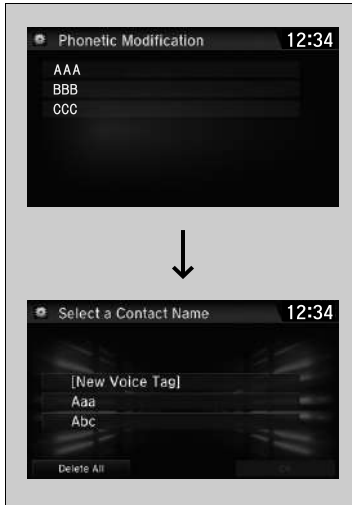 Phonetic Modification 12:34
AAA
BBB
CCC
Select a Contact Name 12:34
[New Voice Tag]
Aaa
Abc
Delete All